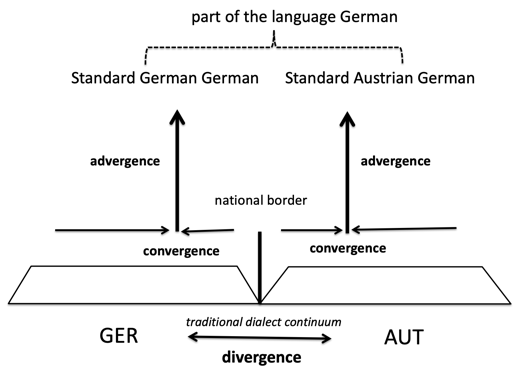 part of the language German
Standard German German
Standard Austrian German
advergence
advergence
national border
convergence
convergence
traditional dialect continuum
GER
AUT
divergence